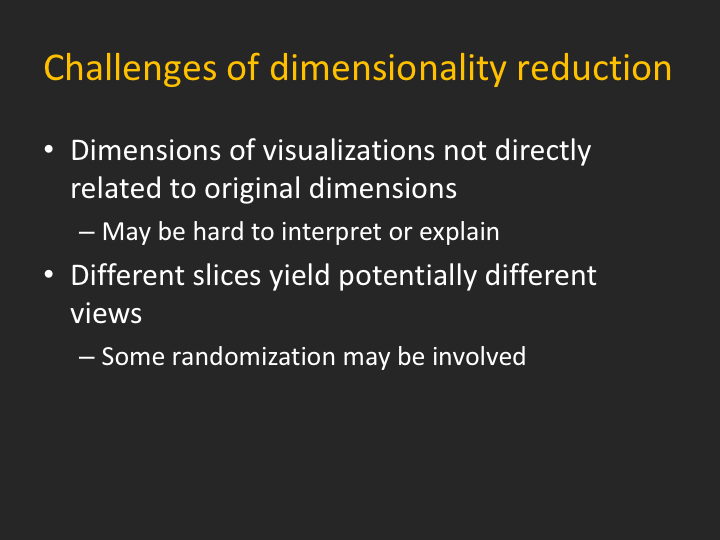 Challenges of dimensionality reduction
• Dimensions of visualizations not directly
related to original dimensions
– May be hard to interpret or explain
• Different slices yield potentially different
views
– Some randomization may be involved